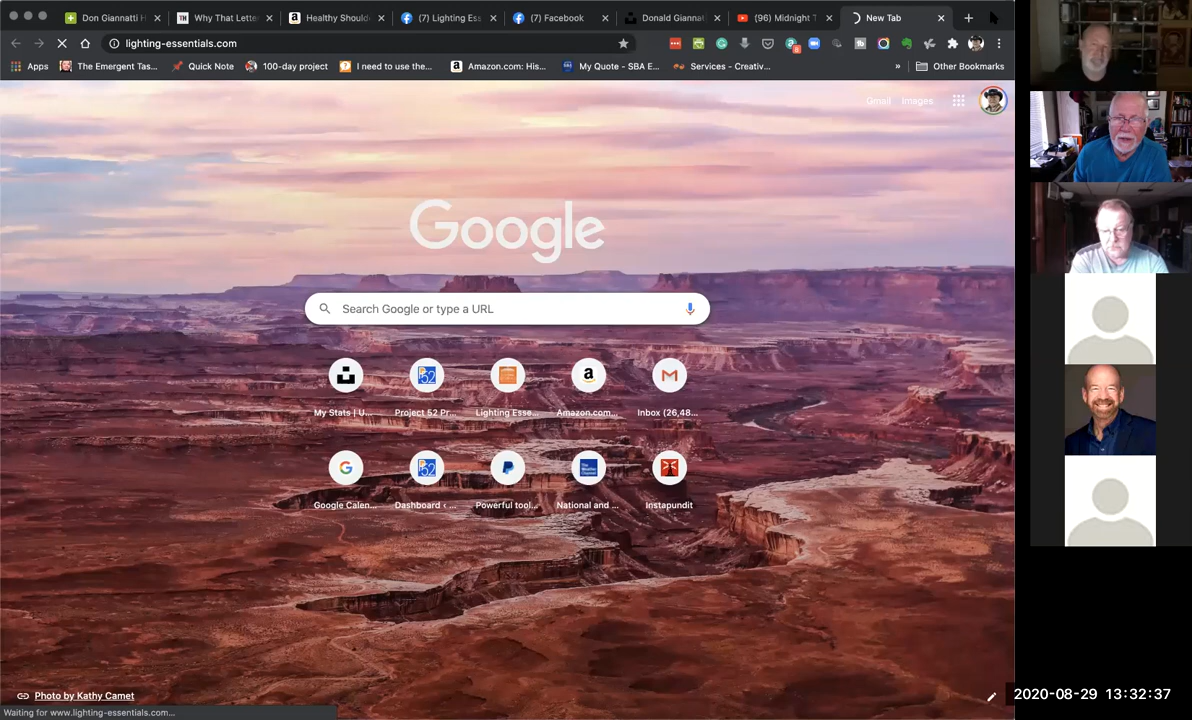 Don Giannatti H
Why That Lette
Healthy Should
(7) Lighting Ess
(7) Facebook
Donald Giannat
(96) Midnight T
New Tab
lighting-essentials.com
Apps
The Emergent Tas...
Quick Note
100-day project
I need to use the...
Amazon.com: His...
My Quote - SBA E...
Services - Creativ...
»
Other Bookmarks
Gmail
Images
Google
Search Google or type a URL
My Stats | U...
Project 52 Pr...
Lighting Esse...
Amazon.com...
Inbox (26,48...
Google Calen...
Dashboard ‹ ...
Powerful tool...
National and ...
Instapundit
Photo by Kathy Camet
Waiting for www.lighting-essentials.com...
2020-08-29 13:32:37